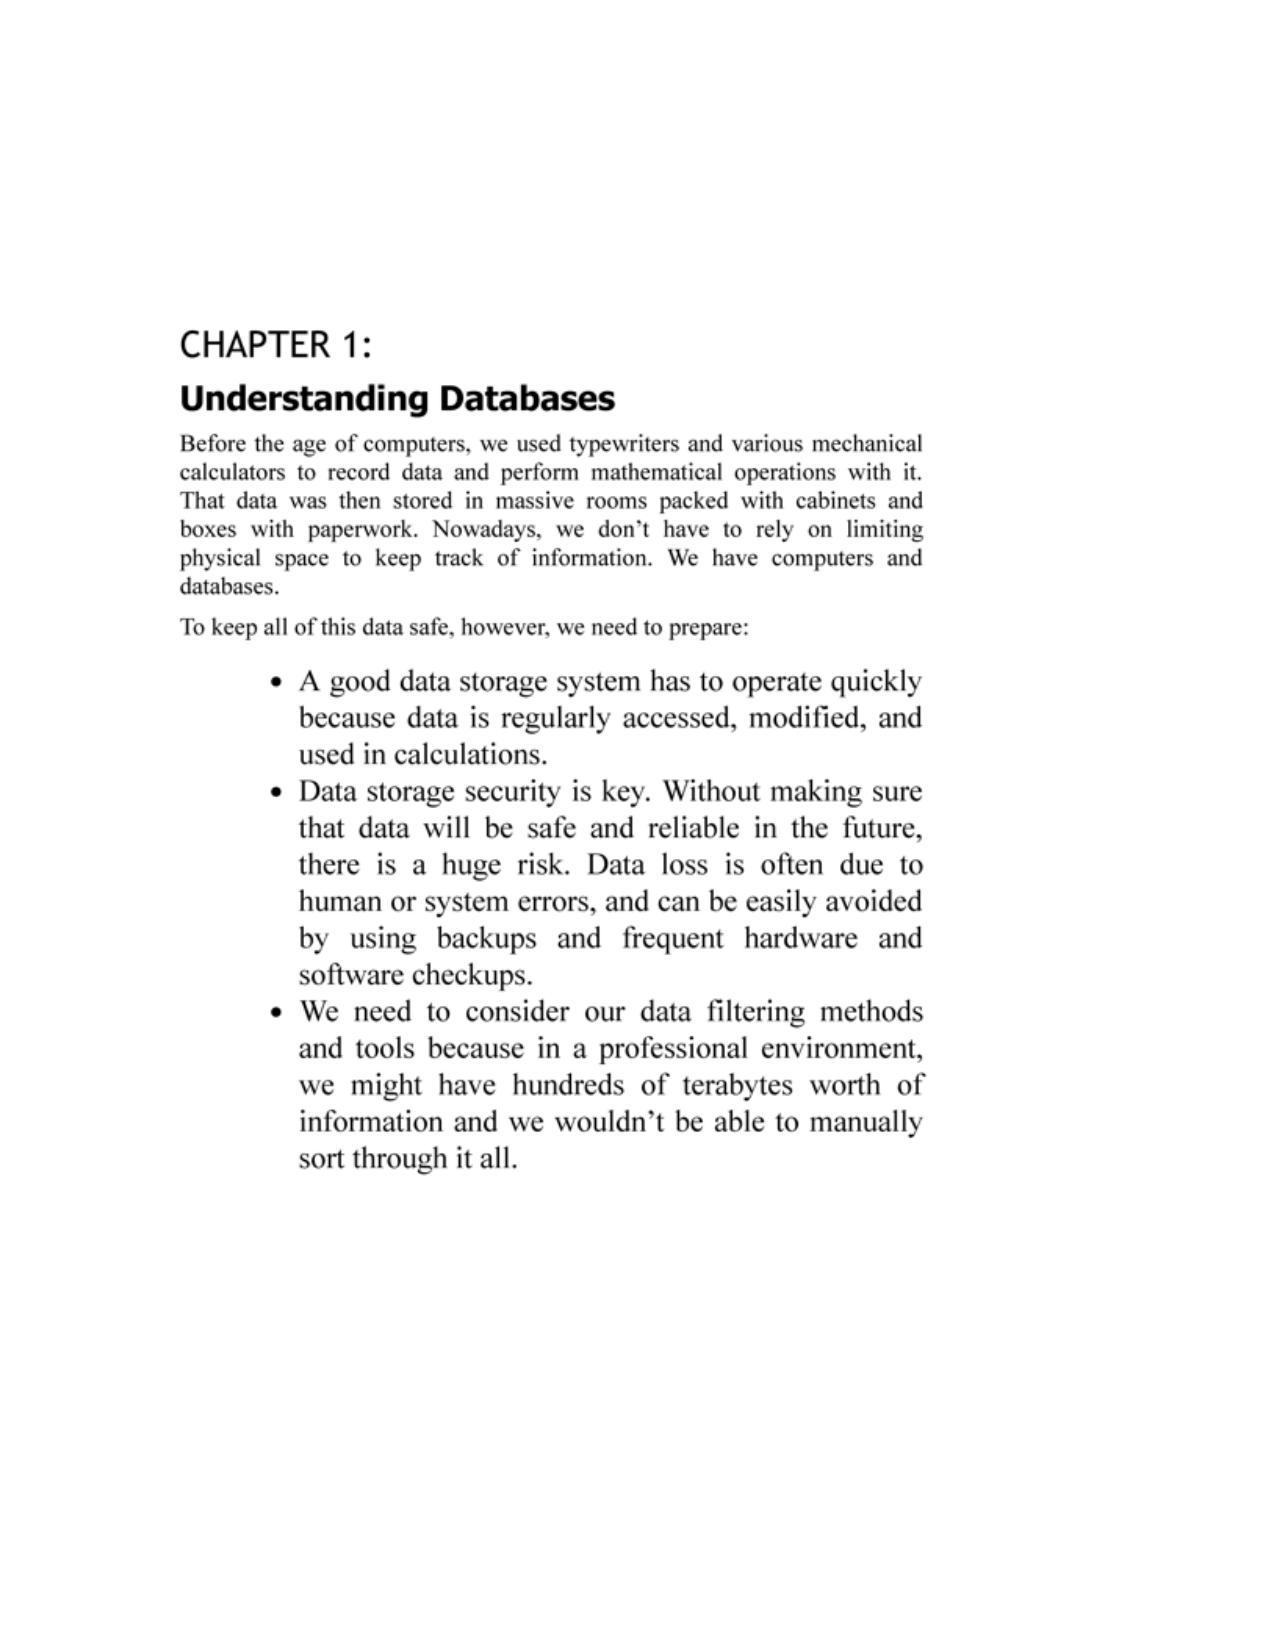 CHAPTER 1:
Understanding Databases
Before the age of computers, we used typewriters and various mechanical
calculators to record data and perform mathematical operations with it.
That data was then stored in massive rooms packed with cabinets and
boxes with paperwork. Nowadays, we don’t have to rely on limiting
physical space to keep track of information. We have computers and
databases.
To keep all of this data safe, however, we need to prepare:
• A good data storage system has to operate quickly
because data is regularly accessed, modified, and
used in calculations.
• Data storage security is key. Without making sure
that data will be safe and reliable in the future,
there is a huge risk. Data loss is often due to
human or system errors, and can be easily avoided
by using backups and frequent hardware and
software checkups.
• We need to consider our data filtering methods
and tools because in a professional environment,
we might have hundreds of terabytes worth of
information and we wouldn’t be able to manually
sort through it all.